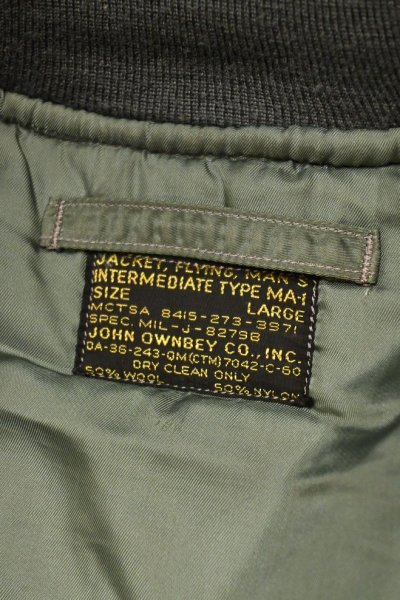 JACKET, FLYING, MAN'S
INTERMEDIATE TYPE MA-1
SIZE LARGE
MCTSA 8415-273-3971
SPEC. MIL-J-8279B
JOHN OWNBEY CO., INC.
DA-36-243-QM(CTM)7042-C-60
DRY CLEAN ONLY
50% WOOL 50% NYLON